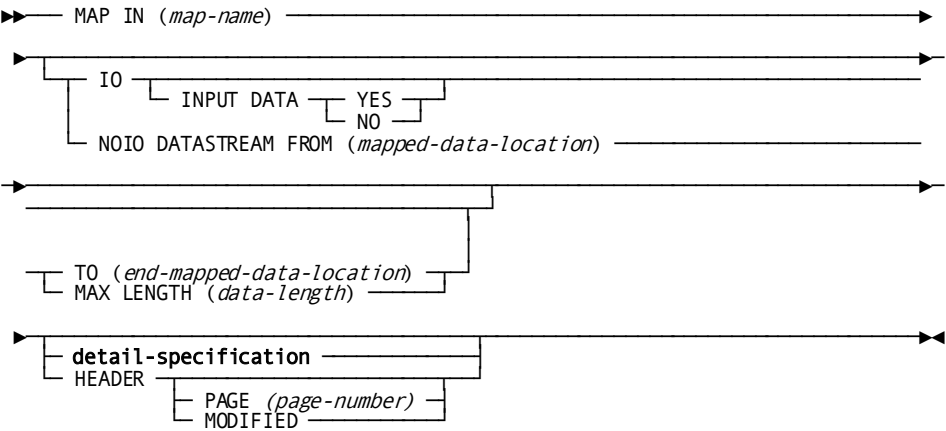 MAP IN (map-name)
IO
INPUT DATA YES
NO
NOIO DATASTREAM FROM (mapped-data-location)
TO (end-mapped-data-location)
MAX LENGTH (data-length)
detail-specification
HEADER
PAGE (page-number)
MODIFIED